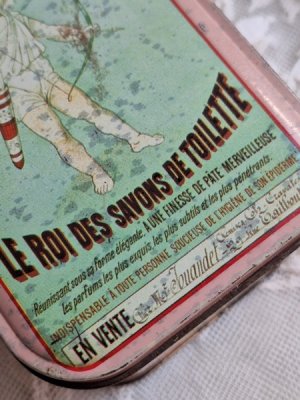 LE ROI DES SAVONS DE TOILETTE
Réunissant sous sa forme élégante, A UNE FINESSE DE PÂTE MERVEILLEUSE
les parfums les plus exquis, les plus subtils et les plus pénétrants.
INDISPENSABLE À TOUTE PERSONNE, SOUCIEUSE DE L'HYGIÈNE DE SON ÉPIDERME
EN VENTE Jouandet